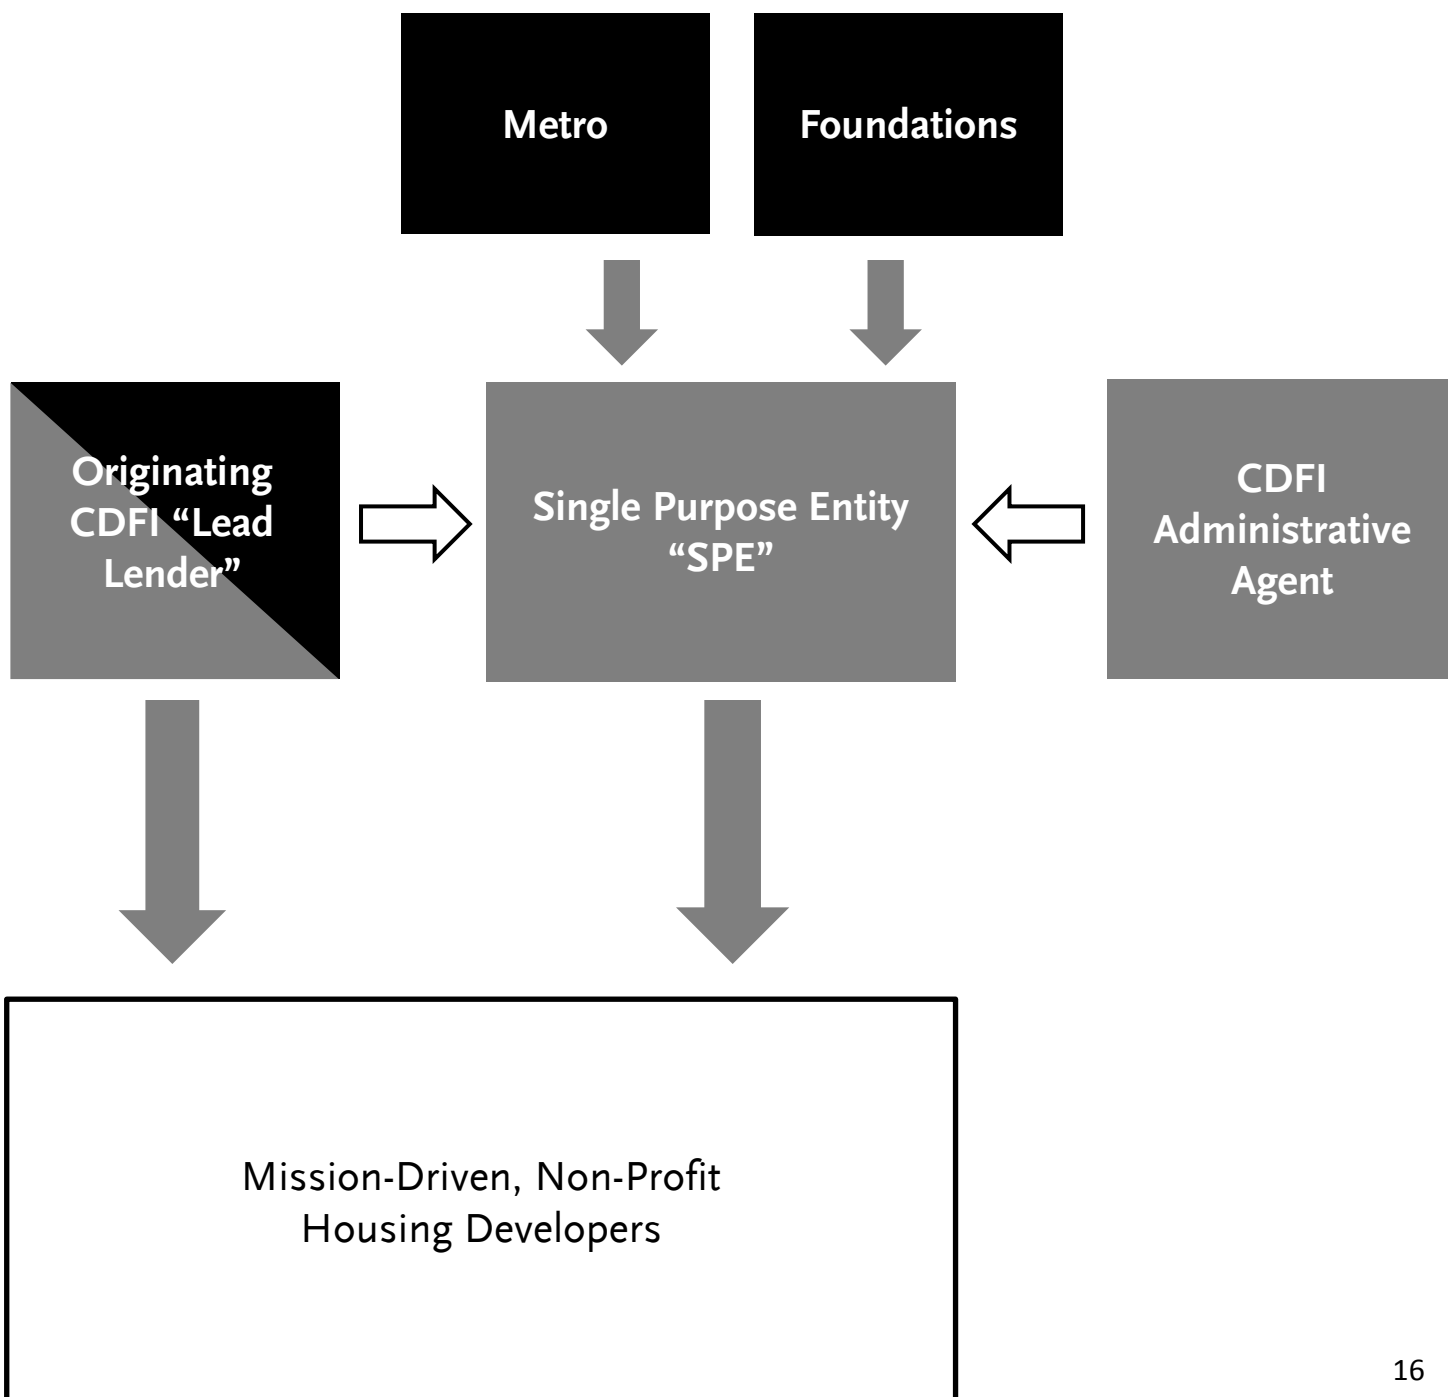 Metro
Foundations
Originating
CDFI “Lead
Lender”
Single Purpose Entity
“SPE”
CDFI
Administrative
Agent
Mission-Driven, Non-Profit
Housing Developers
16